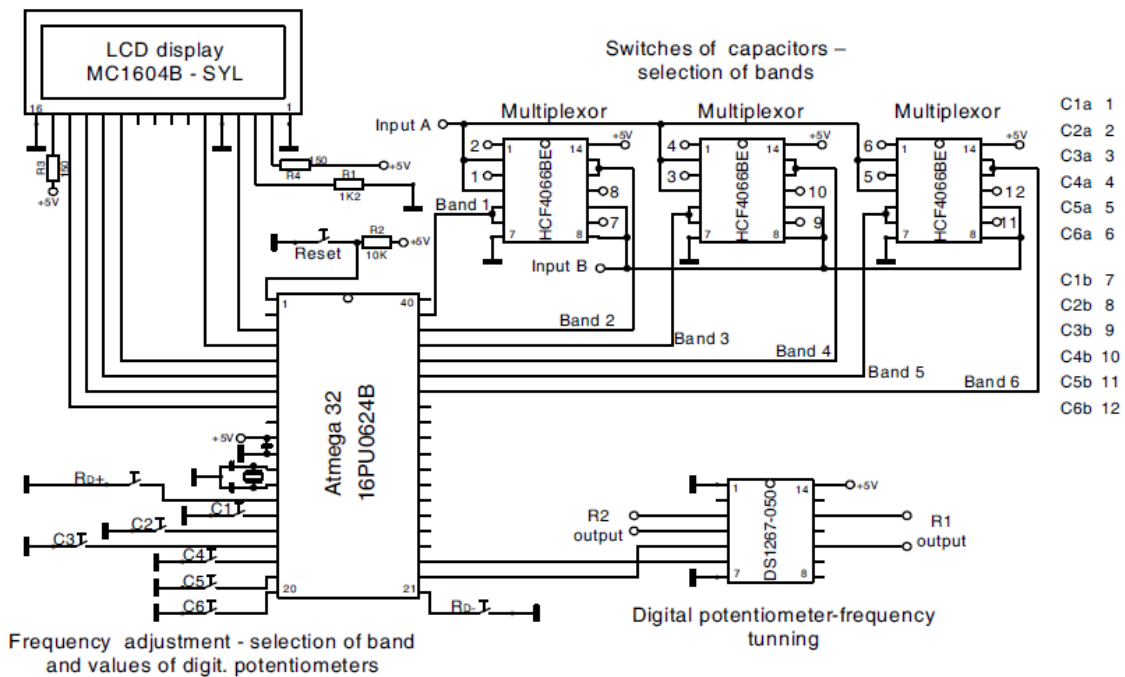 LCD display
MC1604B - SYL
16
1
R3
150
+5V
150
R4
+5V
R1
1K2
Switches of capacitors –
selection of bands
Input A
Multiplexor
Multiplexor
Multiplexor
2
1
1
14
7
8
HCF4066BE
+5V
8
7
4
3
1
14
7
8
HCF4066BE
+5V
10
9
6
5
1
14
7
8
HCF4066BE
+5V
12
11
C1a 1
C2a 2
C3a 3
C4a 4
C5a 5
C6a 6
C1b 7
C2b 8
C3b 9
C4b 10
C5b 11
C6b 12
Band 1
Reset
R2
10K
+5V
Input B
Band 2
Band 3
Band 4
Band 5
Band 6
1
40
20
21
Atmega 32
16PU0624B
+5V
RD+
C1
C2
C3
C4
C5
C6
RD-
R2
output
1
14
7
8
DS1267-050
+5V
R1
output
Digital potentiometer-frequency
tunning
Frequency adjustment - selection of band
and values of digit. potentiometers